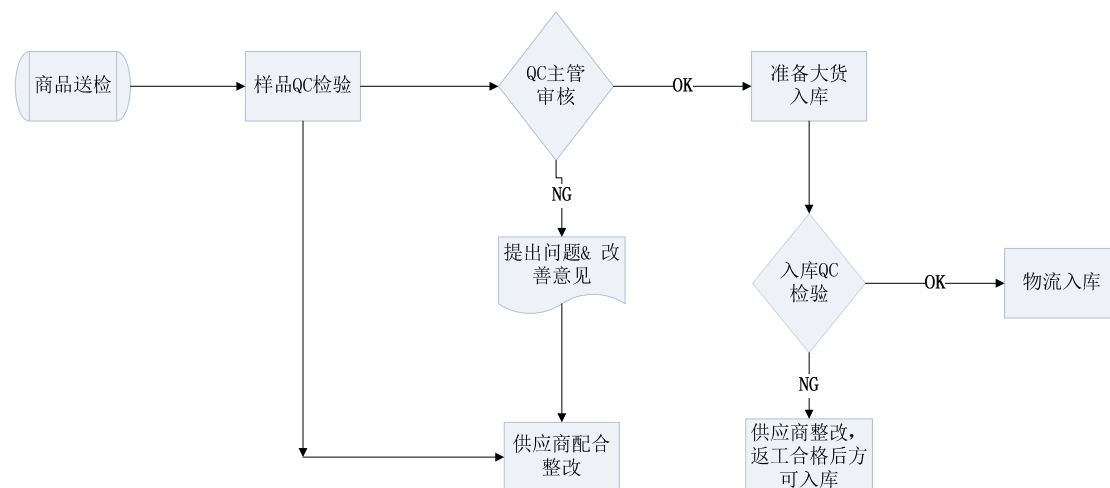 商品送检
样品QC检验
QC主管
审核
OK
准备大货
入库
NG
提出问题& 改
善意见
入库QC
检验
OK
物流入库
NG
供应商配合
整改
供应商整改，
返工合格后方
可入库